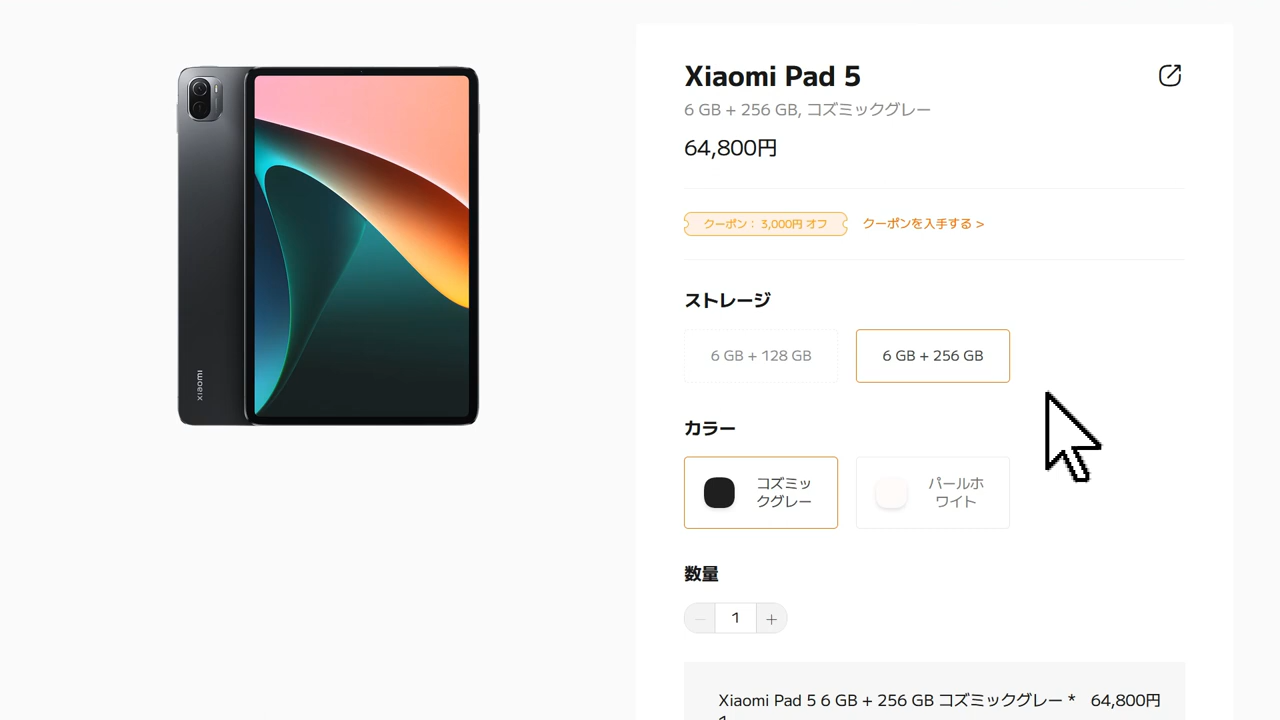 Xiaomi Pad 5
6 GB + 256 GB, コズミックグレー
64,800円
クーポン： 3,000円 オフ
クーポンを入手する >
ストレージ
6 GB + 128 GB
6 GB + 256 GB
カラー
コズミッ
クグレー
パールホ
ワイト
数量
− 1 +
Xiaomi Pad 5 6 GB + 256 GB コズミックグレー * 64,800円
xiaomi